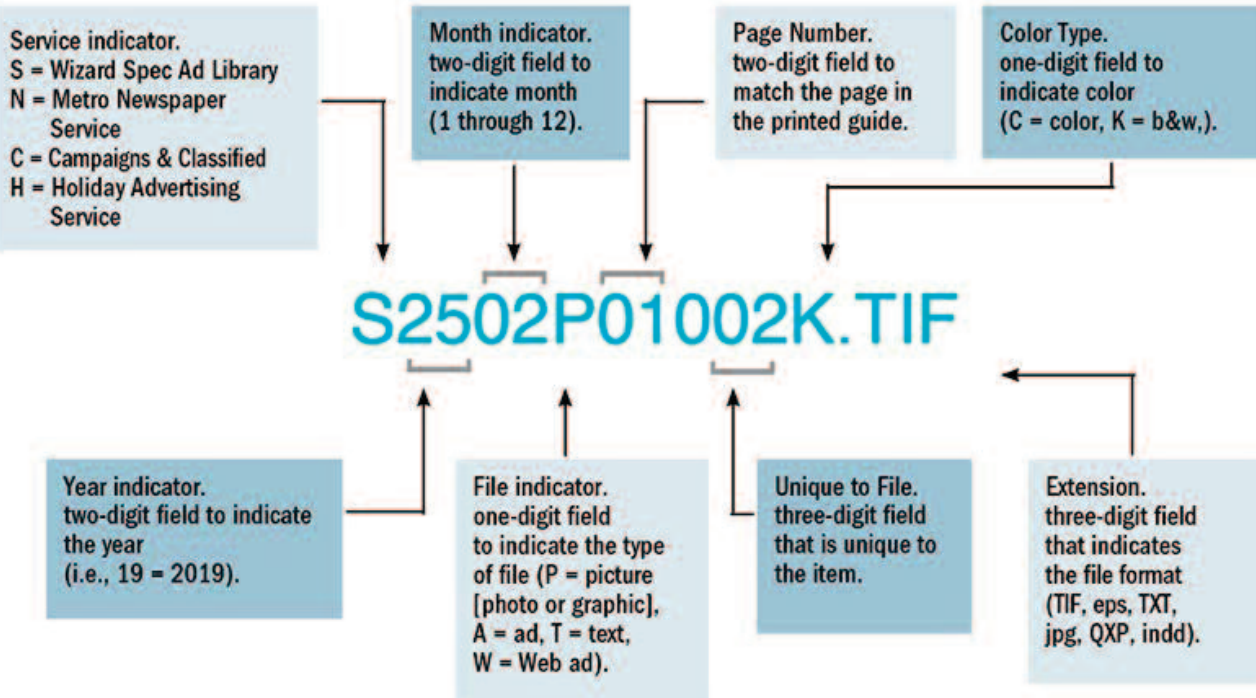 Service indicator.
S = Wizard Spec Ad Library
N = Metro Newspaper
Service
C = Campaigns & Classified
H = Holiday Advertising
Service
Month indicator.
two-digit field to
indicate month
(1 through 12).
Page Number.
two-digit field to
match the page in
the printed guide.
Color Type.
one-digit field to
indicate color
(C = color, K = b&w,).
S2502P01002K.TIF
Year indicator.
two-digit field to indicate
the year
(i.e., 19 = 2019).
File indicator.
one-digit field
to indicate the type
of file (P = picture
[photo or graphic],
A = ad, T = text,
W = Web ad).
Unique to File.
three-digit field
that is unique to
the item.
Extension.
three-digit field
that indicates
the file format
(TIF, eps, TXT,
jpg, QXP, indd).